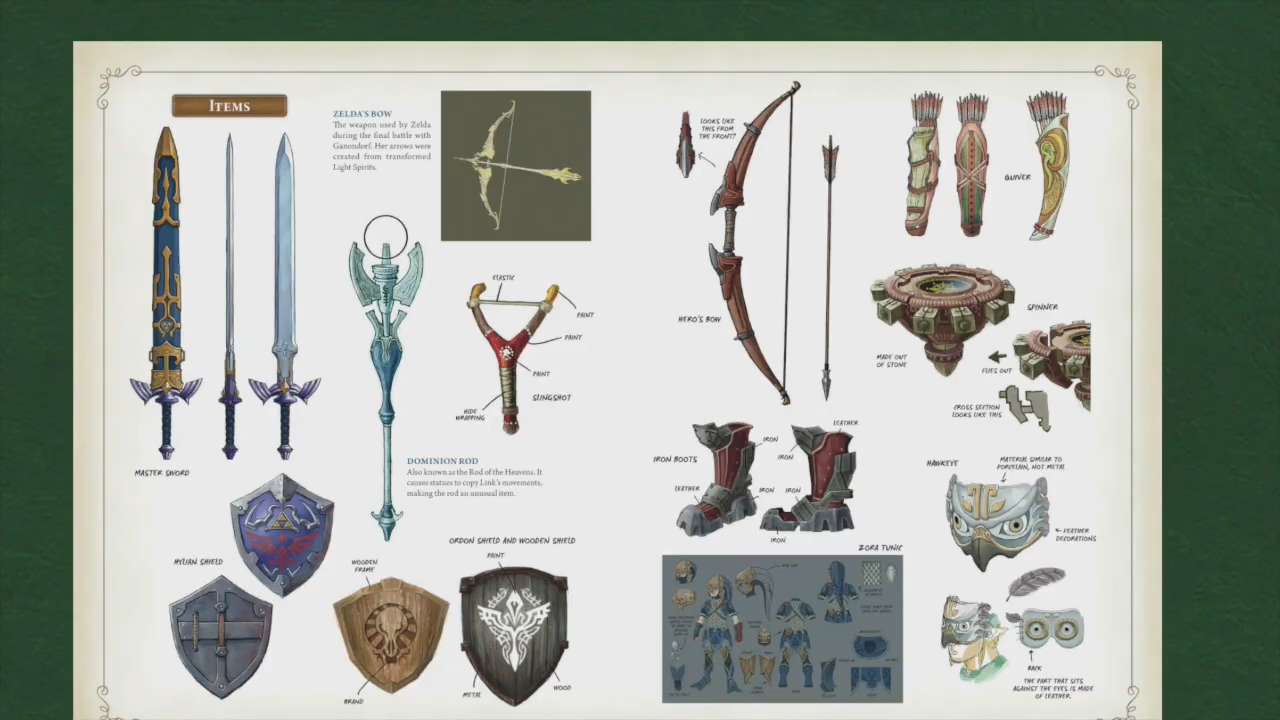 ITEMS
ZELDA'S BOW
The weapon used by Zelda
during the final battle with
Ganondorf. Her arrows were
created from transformed
Light Spirits.
MASTER SWORD
ELASTIC
PAINT
PAINT
PAINT
HIDE
WRAPPING
SLINGSHOT
DOMINION ROD
Also known as the Rod of the Heavens. It
causes statues to copy Link's movements,
making the rod an unusual item.
HYLIAN SHIELD
ORDON SHIELD AND WOODEN SHIELD
WOODEN
FRAME
PAINT
BRAND
METAL
WOOD
LOOKS LIKE
THIS FROM
THE FRONT?
HERO'S BOW
QUIVER
SPINNER
MADE OUT
OF STONE
FLIES OUT
CROSS SECTION
LOOKS LIKE THIS
IRON BOOTS
IRON
LEATHER
IRON
LEATHER
IRON
IRON
IRON
ZORA TUNIC
HAWKEYE
MATERIAL SIMILAR TO
PORCELAIN, NOT METAL
FEATHER
DECORATIONS
BACK
THE PART THAT SITS
AGAINST THE EYES IS MADE
OF LEATHER.